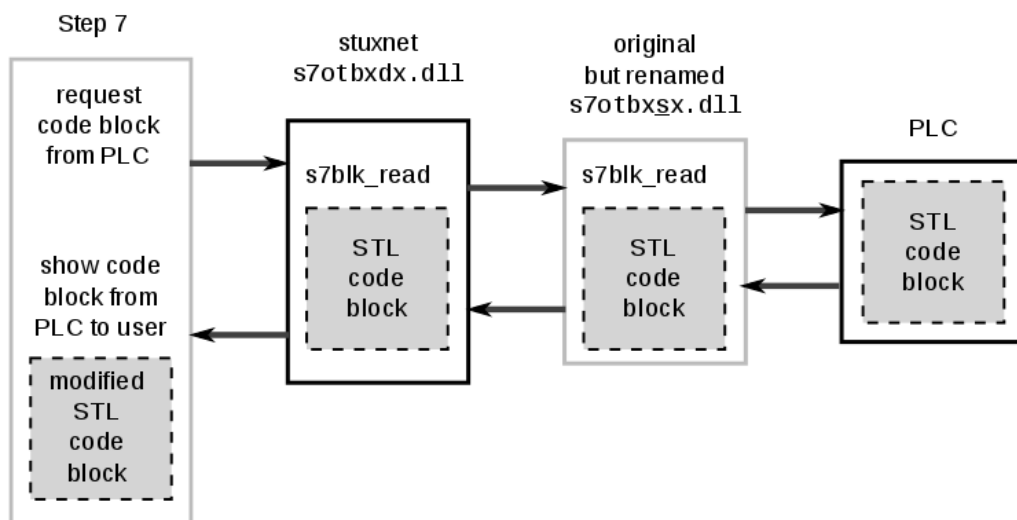 Step 7
request
code block
from PLC
show code
block from
PLC to user
modified
STL
code
block
stuxnet
s7otbxdx.dll
s7blk_read
STL
code
block
original
but renamed
s7otbxsx.dll
s7blk_read
STL
code
block
PLC
STL
code
block